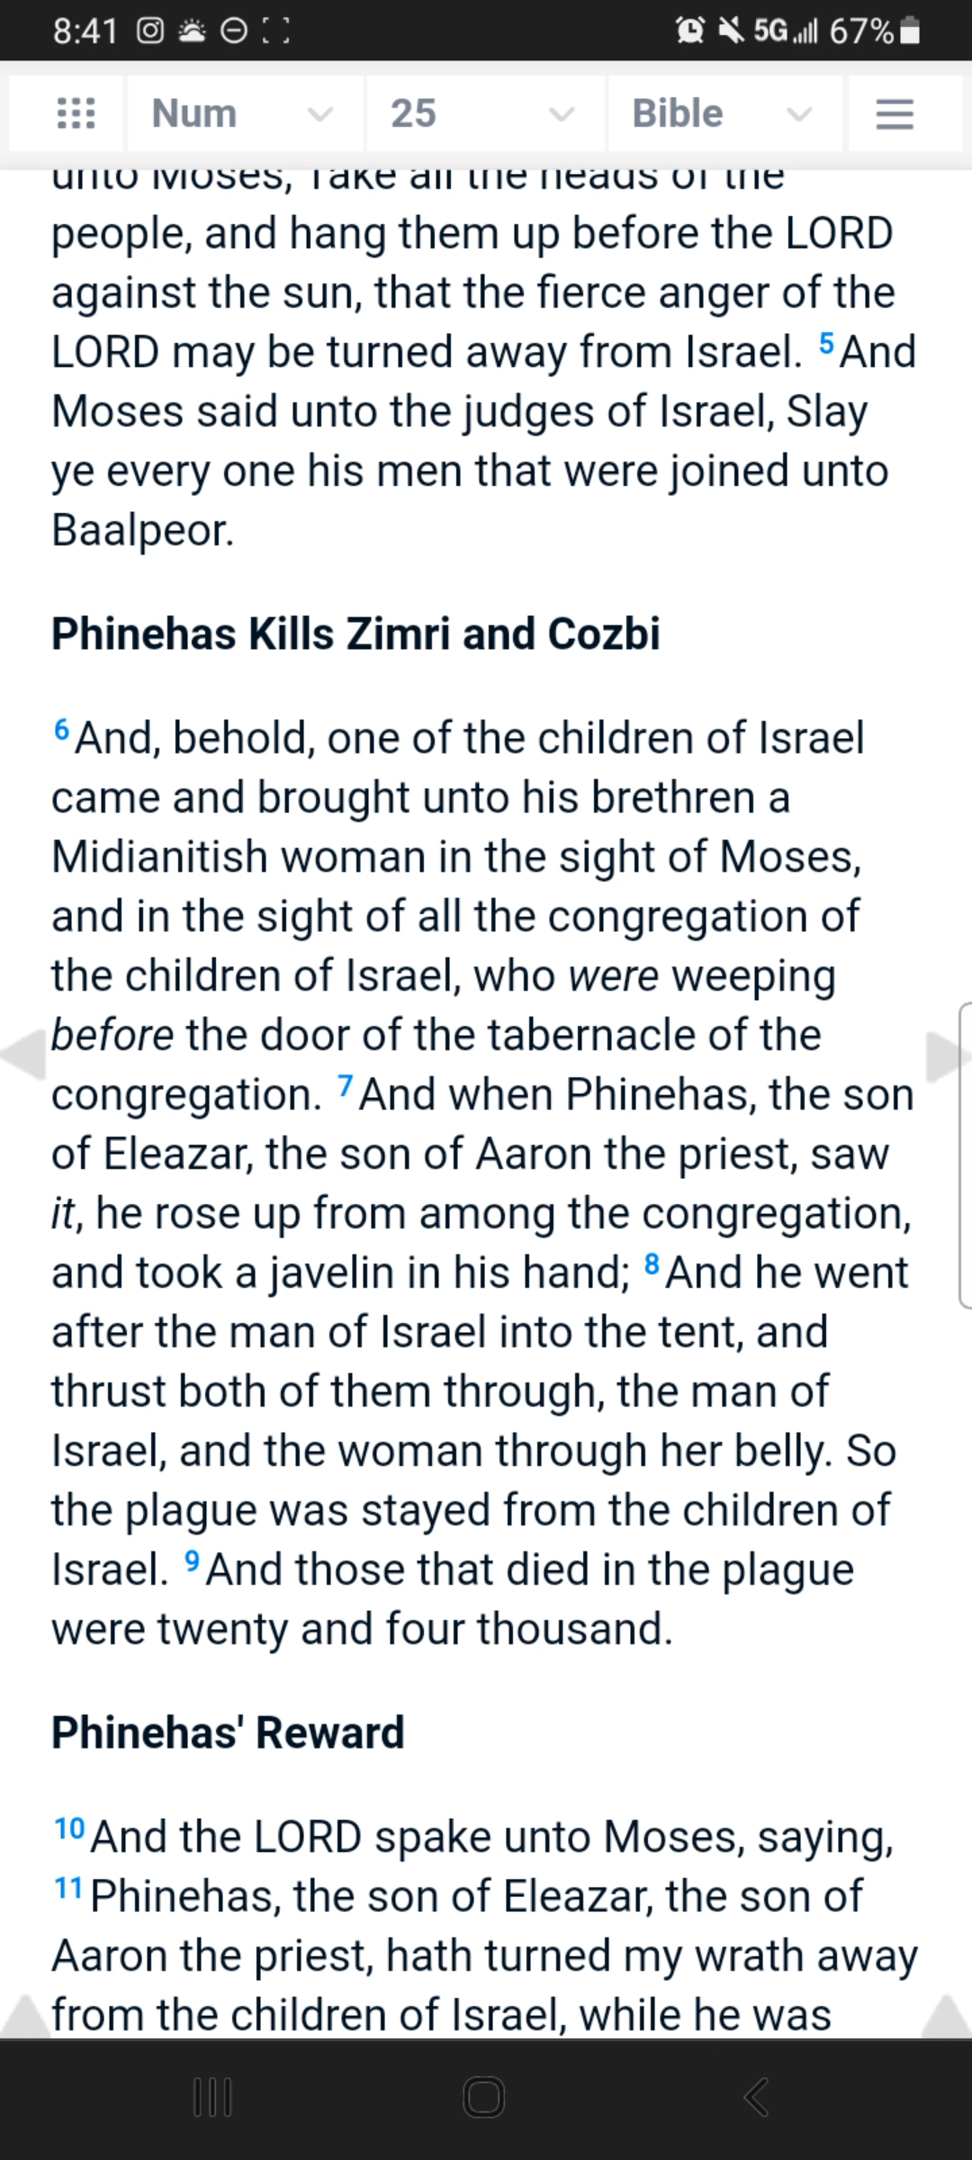 8:41
5G 67%
Num 25 Bible
unto Moses, Take all the heads of the
people, and hang them up before the LORD
against the sun, that the fierce anger of the
LORD may be turned away from Israel. 5 And
Moses said unto the judges of Israel, Slay
ye every one his men that were joined unto
Baalpeor.
Phinehas Kills Zimri and Cozbi
6 And, behold, one of the children of Israel
came and brought unto his brethren a
Midianitish woman in the sight of Moses,
and in the sight of all the congregation of
the children of Israel, who were weeping
before the door of the tabernacle of the
congregation. 7 And when Phinehas, the son
of Eleazar, the son of Aaron the priest, saw
it, he rose up from among the congregation,
and took a javelin in his hand; 8 And he went
after the man of Israel into the tent, and
thrust both of them through, the man of
Israel, and the woman through her belly. So
the plague was stayed from the children of
Israel. 9 And those that died in the plague
were twenty and four thousand.
Phinehas' Reward
10 And the LORD spake unto Moses, saying,
11 Phinehas, the son of Eleazar, the son of
Aaron the priest, hath turned my wrath away
from the children of Israel, while he was